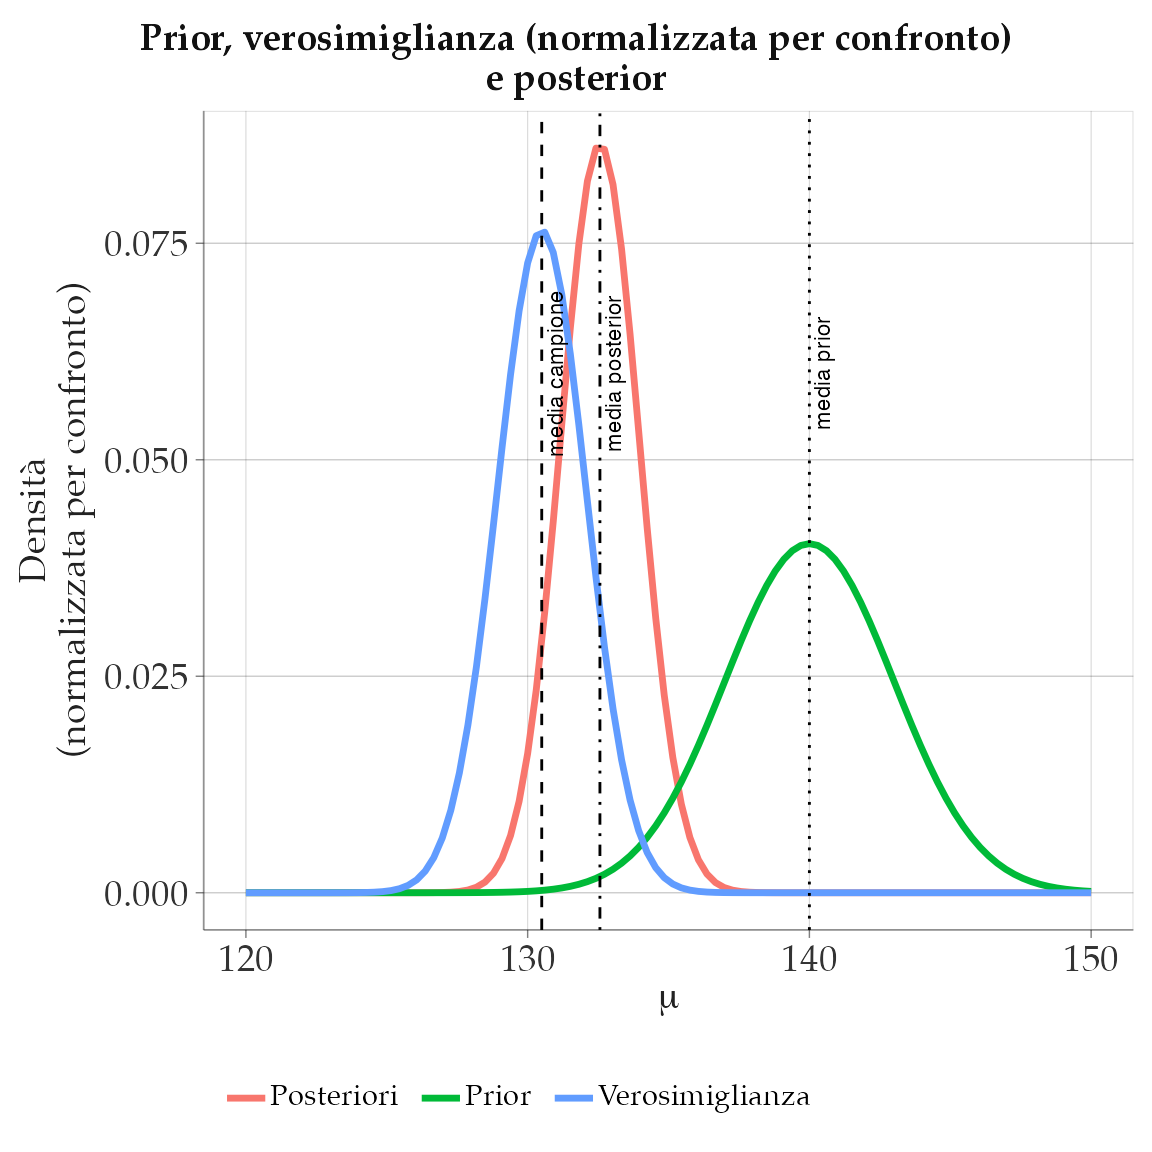 Prior, verosimiglianza (normalizzata per confronto)
e posterior
Densità
(normalizzata per confronto)
0.075
0.050
0.025
0.000
media campione
media posterior
media prior
120
130
140
150
μ
Posteriori
Prior
Verosimiglianza